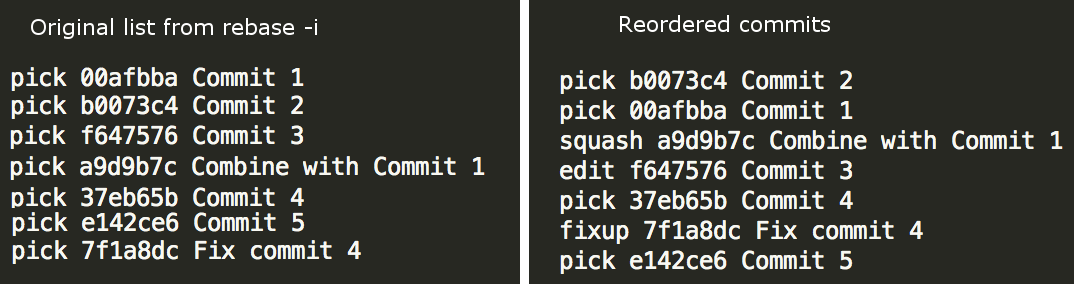 Original list from rebase -i
pick 00afbba Commit 1
pick b0073c4 Commit 2
pick f647576 Commit 3
pick a9d9b7c Combine with Commit 1
pick 37eb65b Commit 4
pick e142ce6 Commit 5
pick 7f1a8dc Fix commit 4
Reordered commits
pick b0073c4 Commit 2
pick 00afbba Commit 1
squash a9d9b7c Combine with Commit 1
edit f647576 Commit 3
pick 37eb65b Commit 4
fixup 7f1a8dc Fix commit 4
pick e142ce6 Commit 5